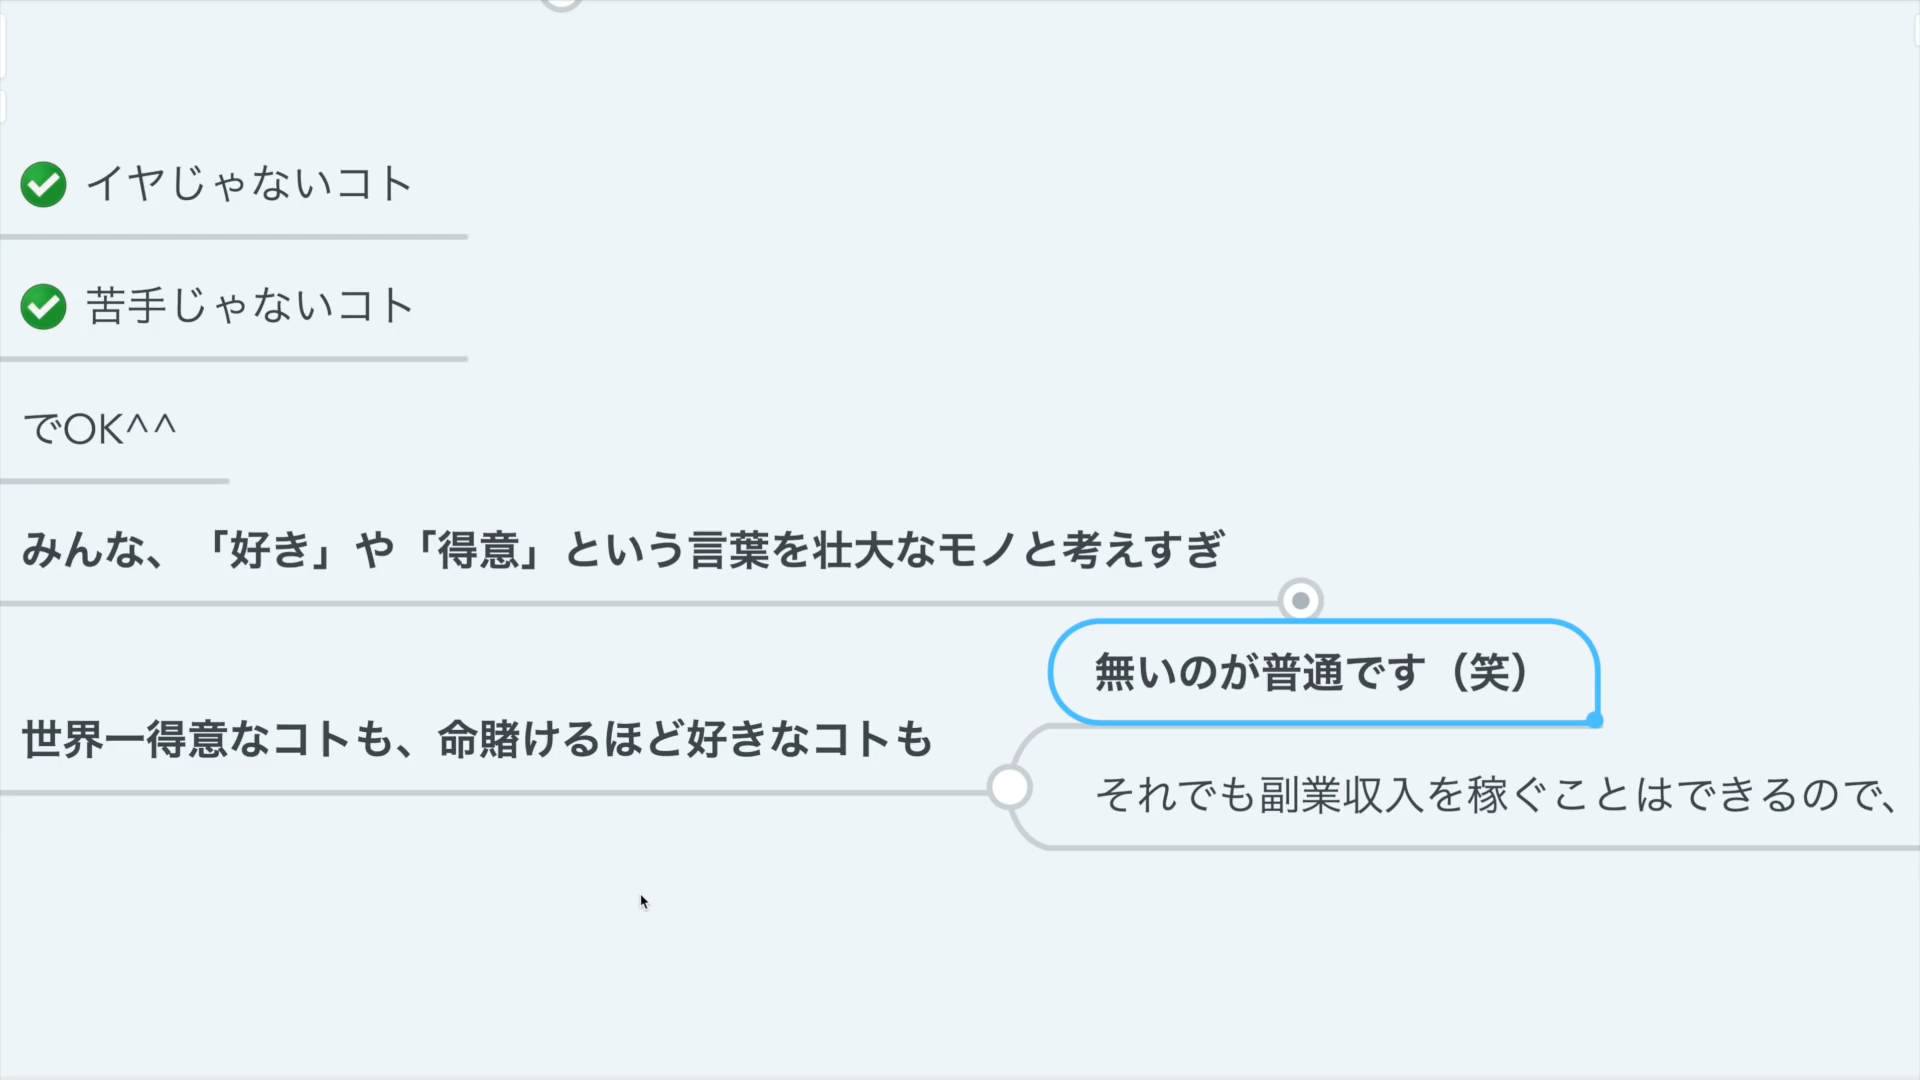 イヤじゃないコト
苦手じゃないコト
でOK^^
みんな、「好き」や「得意」という言葉を壮大なモノと考えすぎ
世界一得意なコトも、命賭けるほど好きなコトも
無いのが普通です（笑）
それでも副業収入を稼ぐことはできるので、